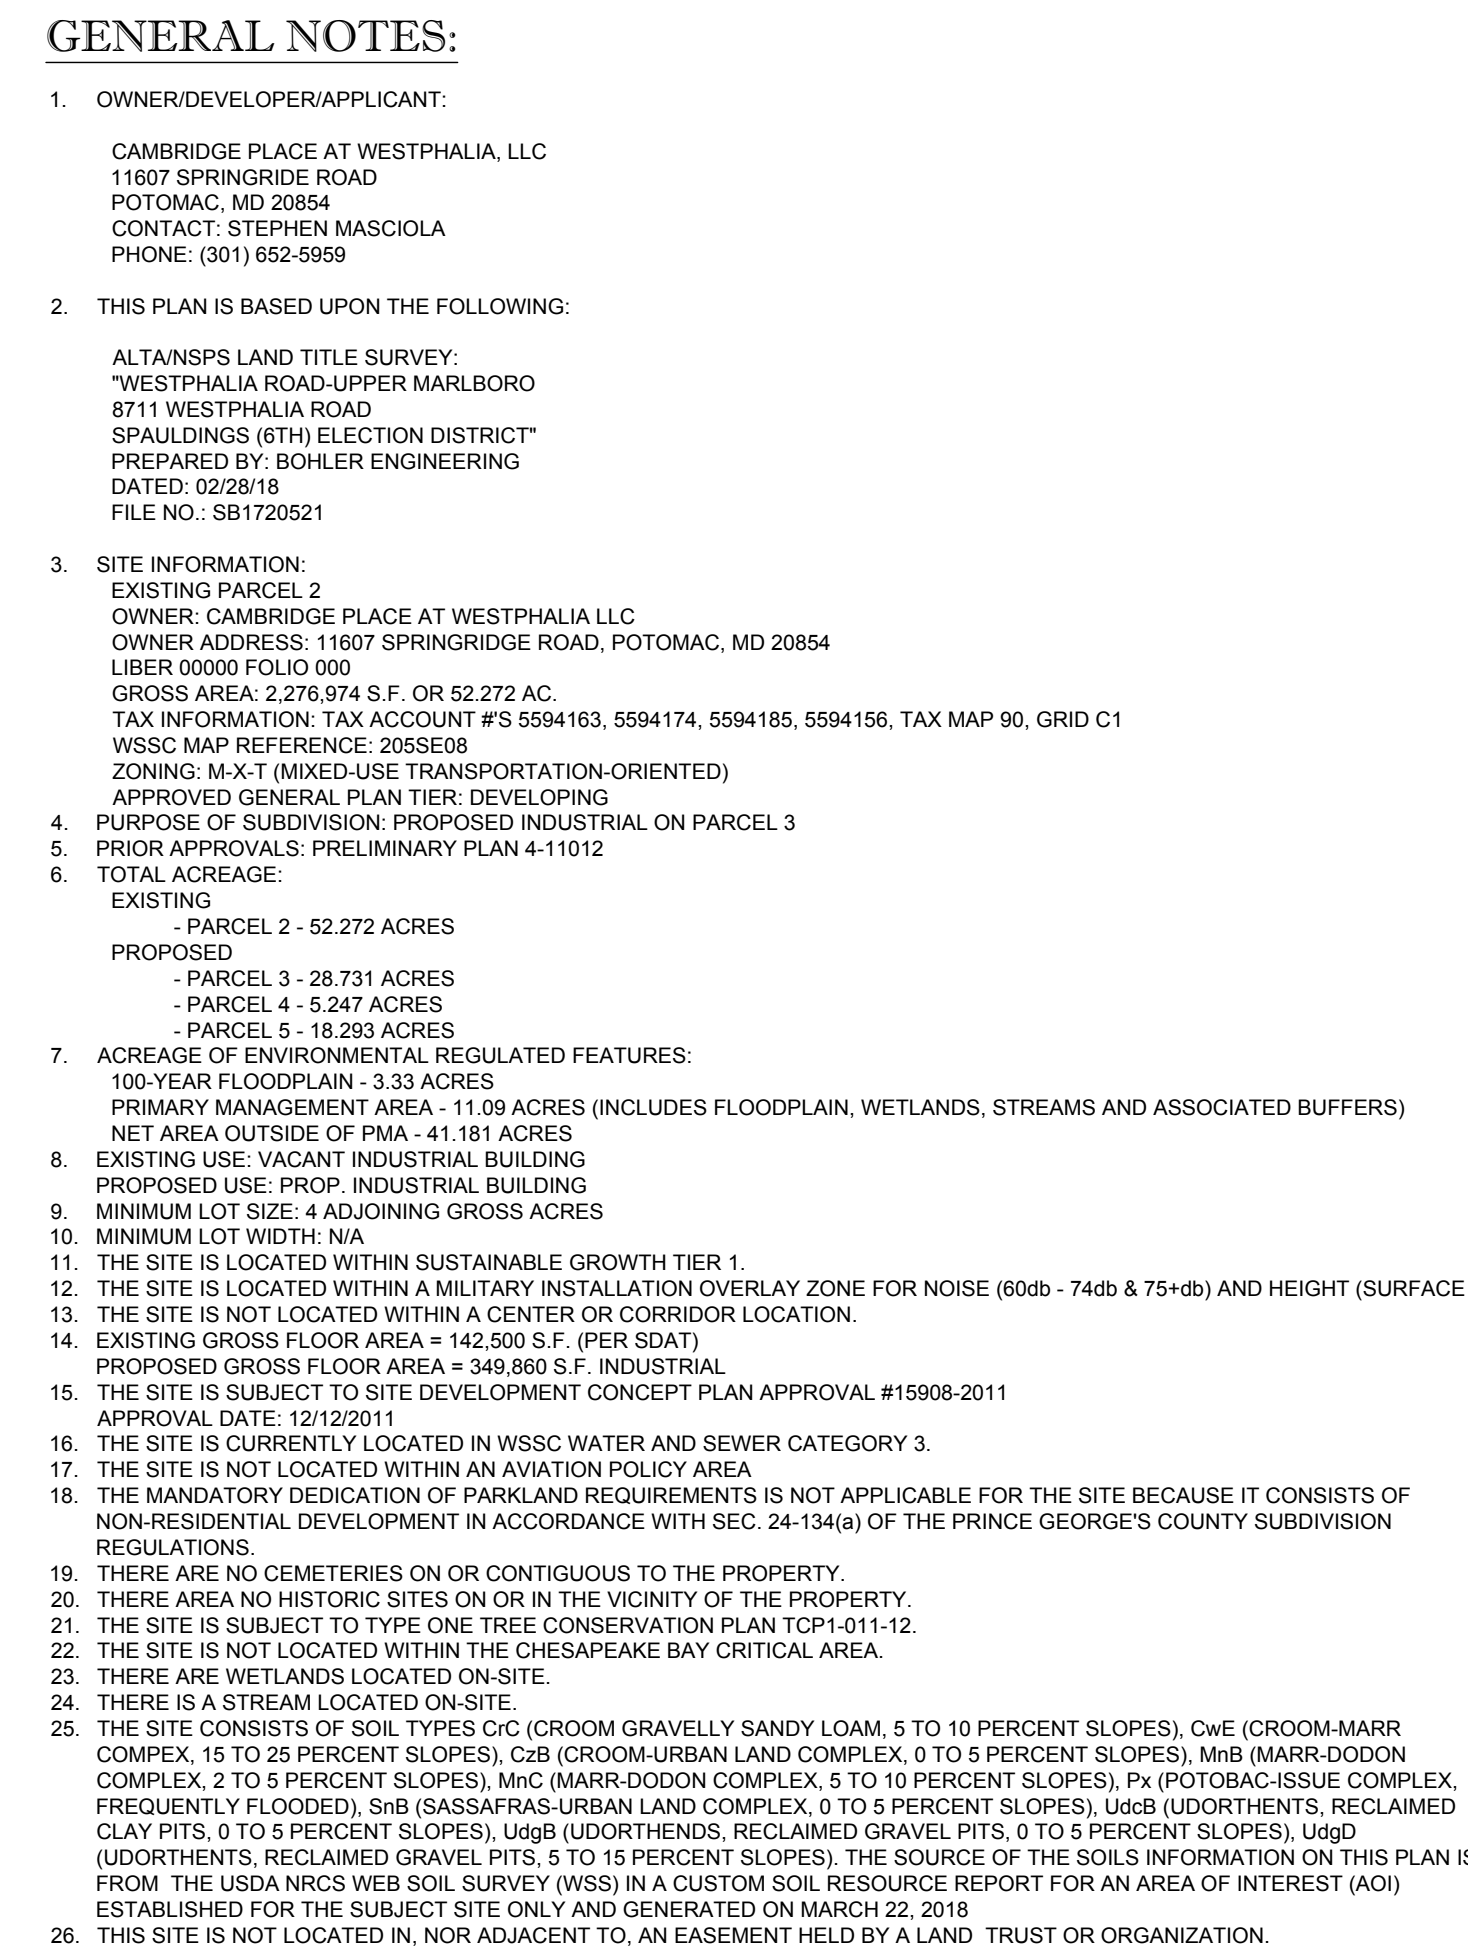 GENERAL NOTES:
1. OWNER/DEVELOPER/APPLICANT:
CAMBRIDGE PLACE AT WESTPHALIA, LLC
11607 SPRINGRIDE ROAD
POTOMAC, MD 20854
CONTACT: STEPHEN MASCIOLA
PHONE: (301) 652-5959
2. THIS PLAN IS BASED UPON THE FOLLOWING:
ALTA/NSPS LAND TITLE SURVEY:
"WESTPHALIA ROAD-UPPER MARLBORO
8711 WESTPHALIA ROAD
SPAULDINGS (6TH) ELECTION DISTRICT"
PREPARED BY: BOHLER ENGINEERING
DATED: 02/28/18
FILE NO.: SB1720521
3. SITE INFORMATION:
EXISTING PARCEL 2
OWNER: CAMBRIDGE PLACE AT WESTPHALIA LLC
OWNER ADDRESS: 11607 SPRINGRIDGE ROAD, POTOMAC, MD 20854
LIBER 00000 FOLIO 000
GROSS AREA: 2,276,974 S.F. OR 52.272 AC.
TAX INFORMATION: TAX ACCOUNT #'S 5594163, 5594174, 5594185, 5594156, TAX MAP 90, GRID C1
WSSC MAP REFERENCE: 205SE08
ZONING: M-X-T (MIXED-USE TRANSPORTATION-ORIENTED)
APPROVED GENERAL PLAN TIER: DEVELOPING
4. PURPOSE OF SUBDIVISION: PROPOSED INDUSTRIAL ON PARCEL 3
5. PRIOR APPROVALS: PRELIMINARY PLAN 4-11012
6. TOTAL ACREAGE:
EXISTING
- PARCEL 2 - 52.272 ACRES
PROPOSED
- PARCEL 3 - 28.731 ACRES
- PARCEL 4 - 5.247 ACRES
- PARCEL 5 - 18.293 ACRES
7. ACREAGE OF ENVIRONMENTAL REGULATED FEATURES:
100-YEAR FLOODPLAIN - 3.33 ACRES
PRIMARY MANAGEMENT AREA - 11.09 ACRES (INCLUDES FLOODPLAIN, WETLANDS, STREAMS AND ASSOCIATED BUFFERS)
NET AREA OUTSIDE OF PMA - 41.181 ACRES
8. EXISTING USE: VACANT INDUSTRIAL BUILDING
PROPOSED USE: PROP. INDUSTRIAL BUILDING
9. MINIMUM LOT SIZE: 4 ADJOINING GROSS ACRES
10. MINIMUM LOT WIDTH: N/A
11. THE SITE IS LOCATED WITHIN SUSTAINABLE GROWTH TIER 1.
12. THE SITE IS LOCATED WITHIN A MILITARY INSTALLATION OVERLAY ZONE FOR NOISE (60db - 74db & 75+db) AND HEIGHT (SURFACE
13. THE SITE IS NOT LOCATED WITHIN A CENTER OR CORRIDOR LOCATION.
14. EXISTING GROSS FLOOR AREA = 142,500 S.F. (PER SDAT)
PROPOSED GROSS FLOOR AREA = 349,860 S.F. INDUSTRIAL
15. THE SITE IS SUBJECT TO SITE DEVELOPMENT CONCEPT PLAN APPROVAL #15908-2011
APPROVAL DATE: 12/12/2011
16. THE SITE IS CURRENTLY LOCATED IN WSSC WATER AND SEWER CATEGORY 3.
17. THE SITE IS NOT LOCATED WITHIN AN AVIATION POLICY AREA
18. THE MANDATORY DEDICATION OF PARKLAND REQUIREMENTS IS NOT APPLICABLE FOR THE SITE BECAUSE IT CONSISTS OF
NON-RESIDENTIAL DEVELOPMENT IN ACCORDANCE WITH SEC. 24-134(a) OF THE PRINCE GEORGE'S COUNTY SUBDIVISION
REGULATIONS.
19. THERE ARE NO CEMETERIES ON OR CONTIGUOUS TO THE PROPERTY.
20. THERE AREA NO HISTORIC SITES ON OR IN THE VICINITY OF THE PROPERTY.
21. THE SITE IS SUBJECT TO TYPE ONE TREE CONSERVATION PLAN TCP1-011-12.
22. THE SITE IS NOT LOCATED WITHIN THE CHESAPEAKE BAY CRITICAL AREA.
23. THERE ARE WETLANDS LOCATED ON-SITE.
24. THERE IS A STREAM LOCATED ON-SITE.
25. THE SITE CONSISTS OF SOIL TYPES CrC (CROOM GRAVELLY SANDY LOAM, 5 TO 10 PERCENT SLOPES), CwE (CROOM-MARR
COMPEX, 15 TO 25 PERCENT SLOPES), CzB (CROOM-URBAN LAND COMPLEX, 0 TO 5 PERCENT SLOPES), MnB (MARR-DODON
COMPLEX, 2 TO 5 PERCENT SLOPES), MnC (MARR-DODON COMPLEX, 5 TO 10 PERCENT SLOPES), Px (POTOBAC-ISSUE COMPLEX,
FREQUENTLY FLOODED), SnB (SASSAFRAS-URBAN LAND COMPLEX, 0 TO 5 PERCENT SLOPES), UdcB (UDORTHENTS, RECLAIMED
CLAY PITS, 0 TO 5 PERCENT SLOPES), UdgB (UDORTHENDS, RECLAIMED GRAVEL PITS, 0 TO 5 PERCENT SLOPES), UdgD
(UDORTHENTS, RECLAIMED GRAVEL PITS, 5 TO 15 PERCENT SLOPES). THE SOURCE OF THE SOILS INFORMATION ON THIS PLAN IS
FROM THE USDA NRCS WEB SOIL SURVEY (WSS) IN A CUSTOM SOIL RESOURCE REPORT FOR AN AREA OF INTEREST (AOI)
ESTABLISHED FOR THE SUBJECT SITE ONLY AND GENERATED ON MARCH 22, 2018
26. THIS SITE IS NOT LOCATED IN, NOR ADJACENT TO, AN EASEMENT HELD BY A LAND TRUST OR ORGANIZATION.